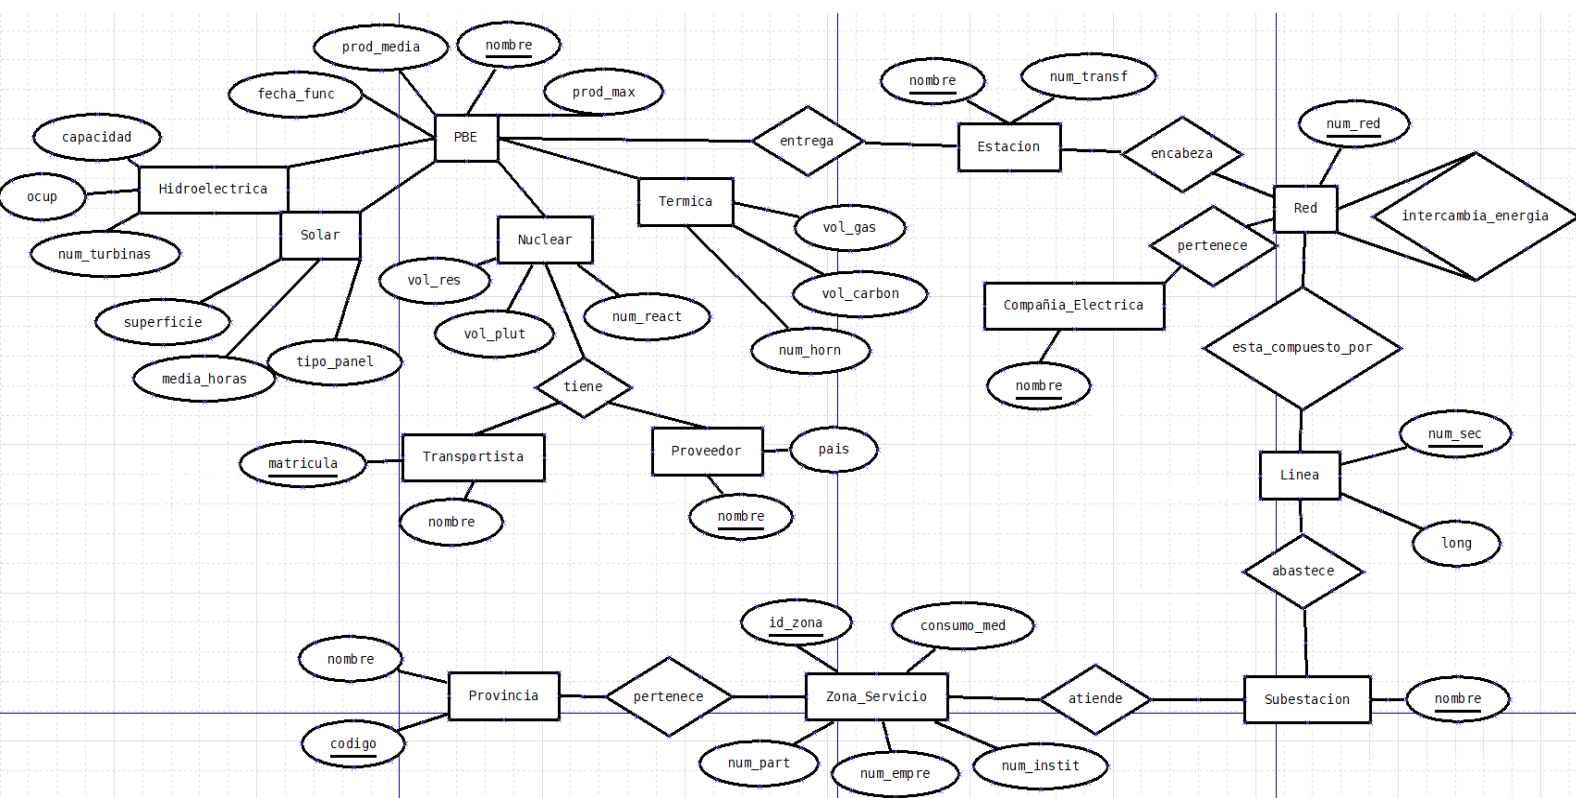 prod_media
nombre
fecha_func
prod_max
capacidad
PBE
ocup
Hidroelectrica
num_turbinas
Solar
superficie
media_horas
tipo_panel
Nuclear
vol_res
vol_plut
num_react
Termica
vol_gas
vol_carbon
num_horn
tiene
Transportista
matricula
nombre
Proveedor
pais
nombre
entrega
nombre
num_transf
Estacion
encabeza
num_red
Red
intercambia_energia
pertenece
Compañia_Electrica
nombre
esta_compuesto_por
num_sec
Linea
long
abastece
nombre
Provincia
codigo
pertenece
id_zona
consumo_med
Zona_Servicio
num_part
num_empre
num_instit
atiende
Subestacion
nombre